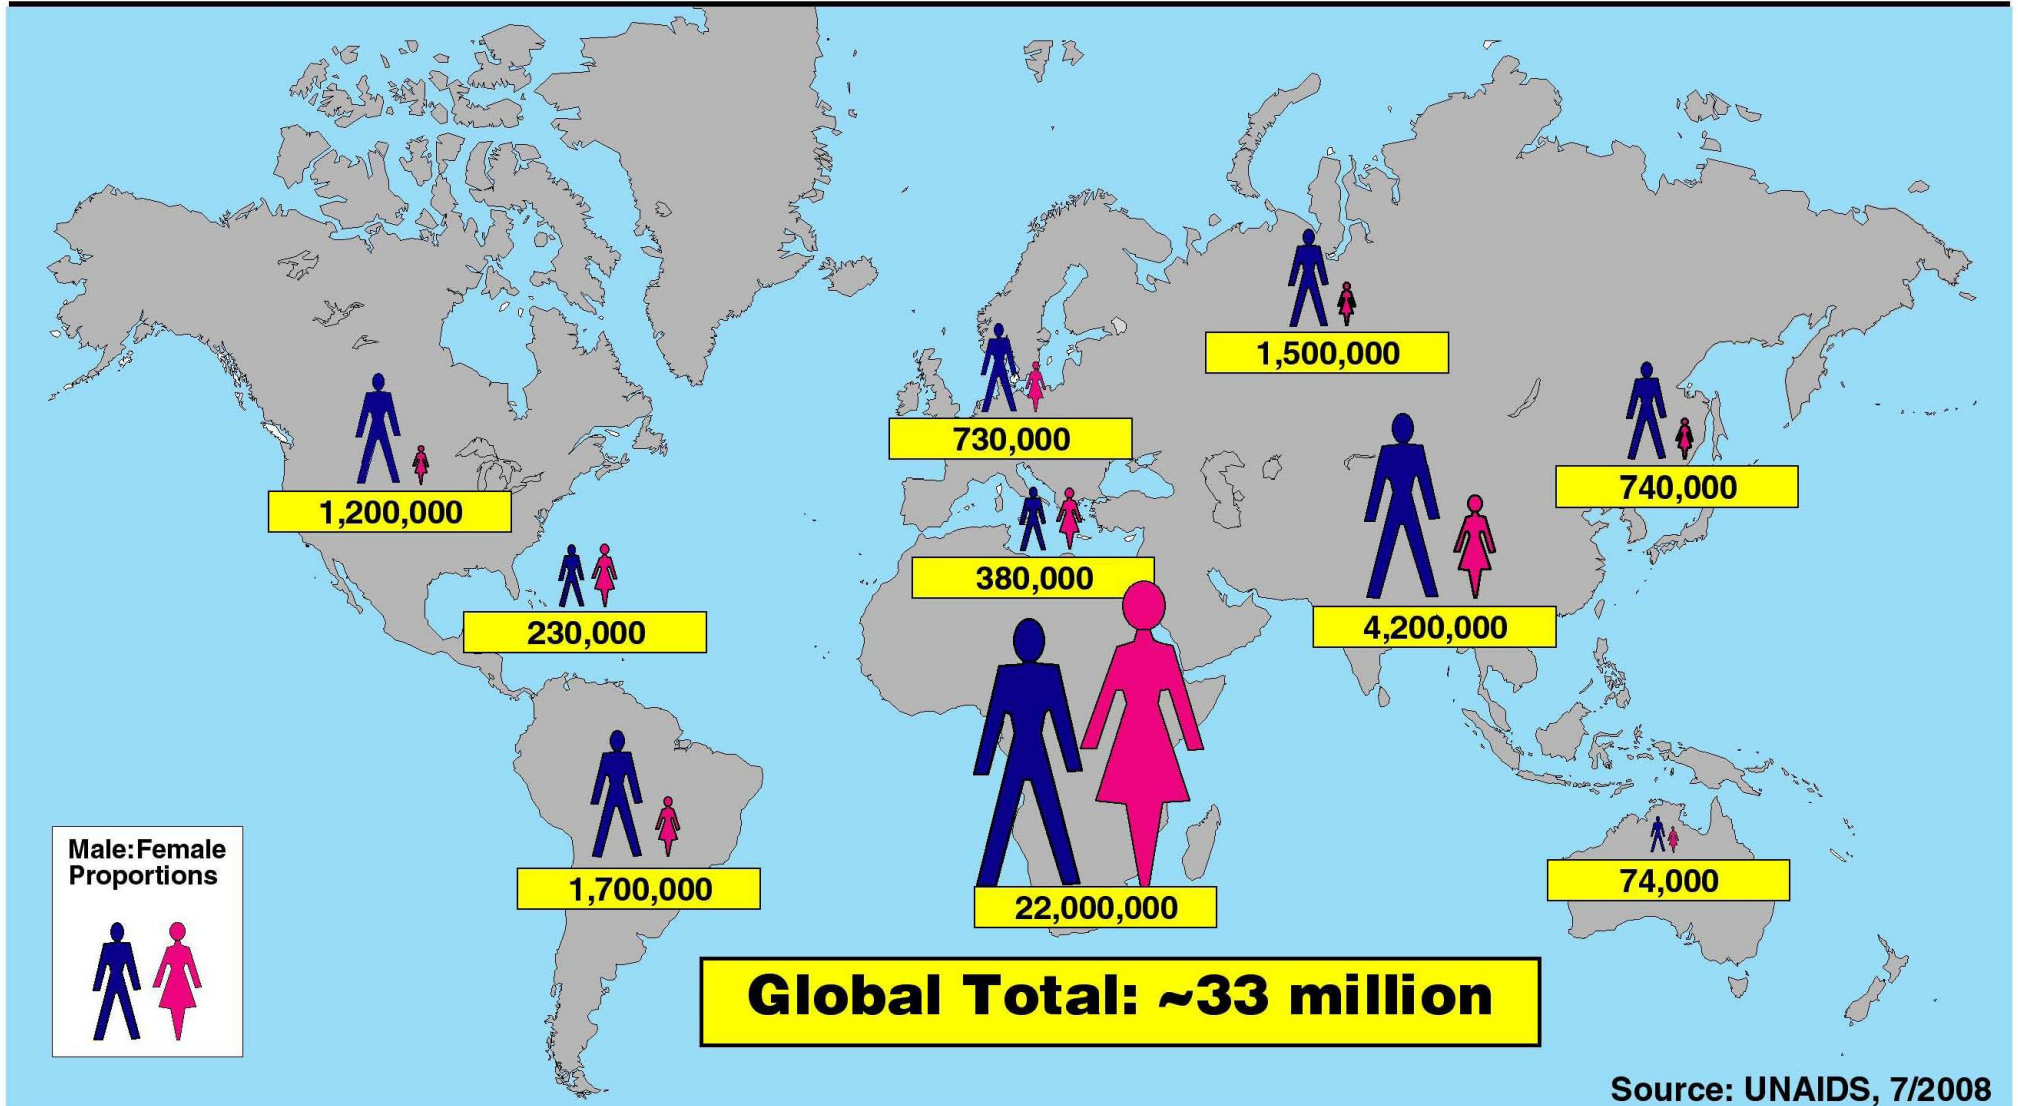 1,500,000
730,000
1,200,000
740,000
380,000
230,000
4,200,000
1,700,000
22,000,000
74,000
Male:Female
Proportions
Global Total: ~33 million
Source: UNAIDS, 7/2008